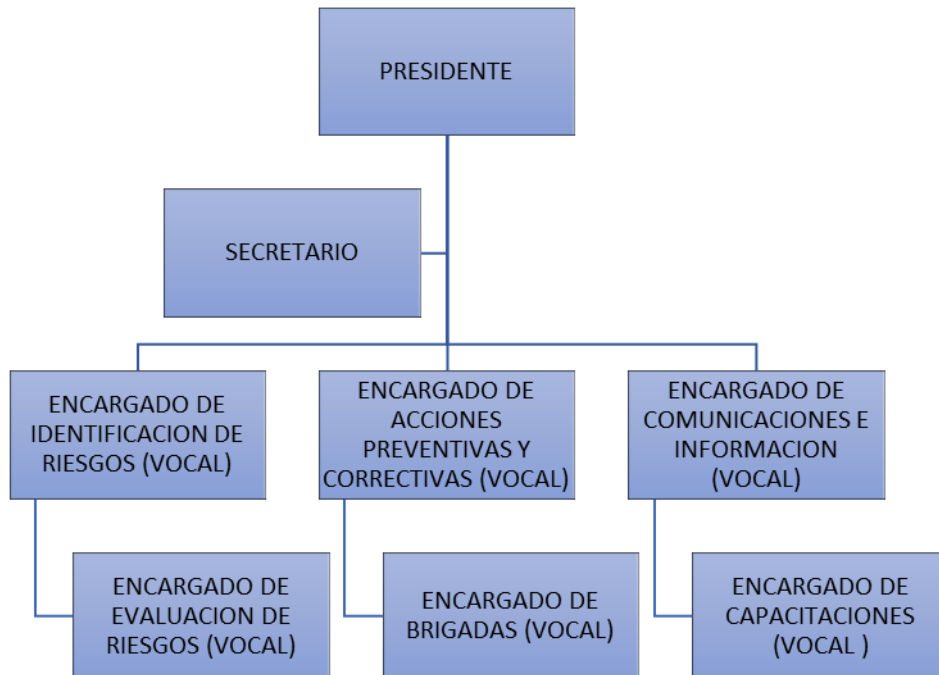 PRESIDENTE
SECRETARIO
ENCARGADO DE
IDENTIFICACION DE
RIESGOS (VOCAL)
ENCARGADO DE
ACCIONES
PREVENTIVAS Y
CORRECTIVAS (VOCAL)
ENCARGADO DE
COMUNICACIONES E
INFORMACION
(VOCAL)
ENCARGADO DE
EVALUACION DE
RIESGOS (VOCAL)
ENCARGADO DE
BRIGADAS (VOCAL)
ENCARGADO DE
CAPACITACIONES
(VOCAL )